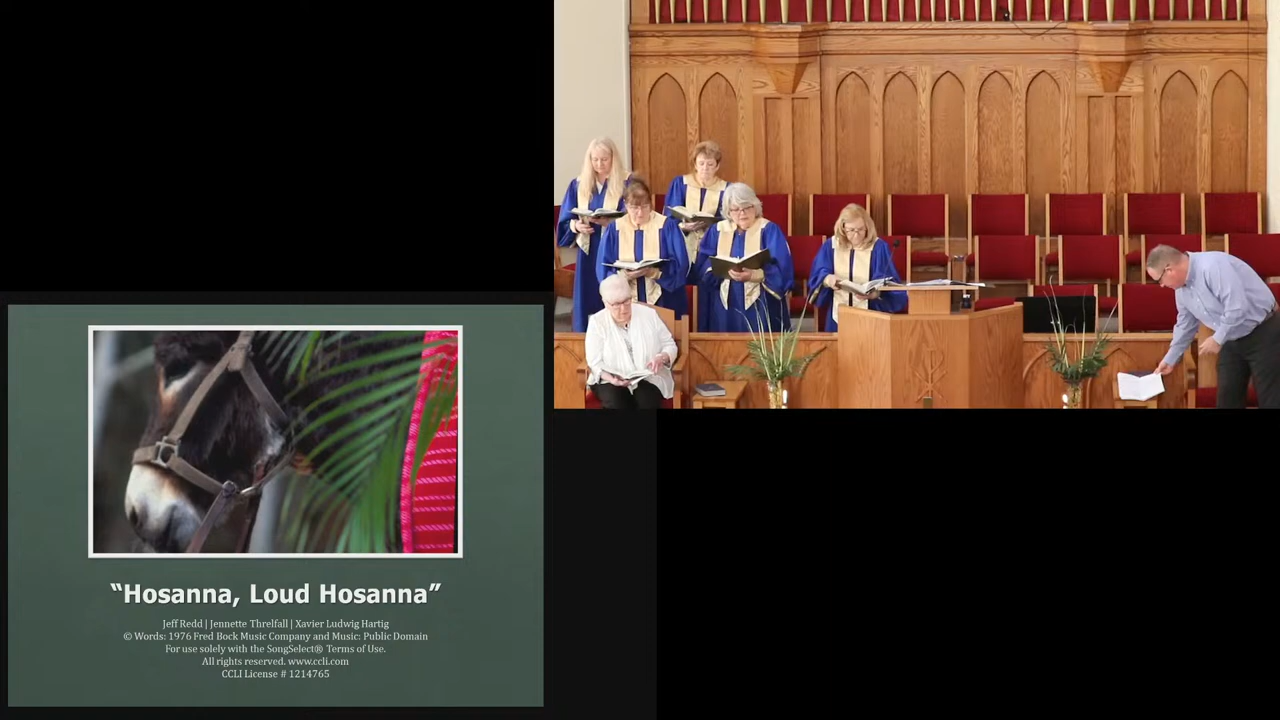 “Hosanna, Loud Hosanna”
Jeff Redd | Jennette Threlfall | Xavier Ludwig Hartig
© Words: 1976 Fred Bock Music Company and Music: Public Domain
For use solely with the SongSelect® Terms of Use.
All rights reserved. www.ccli.com
CCLI License # 1214765